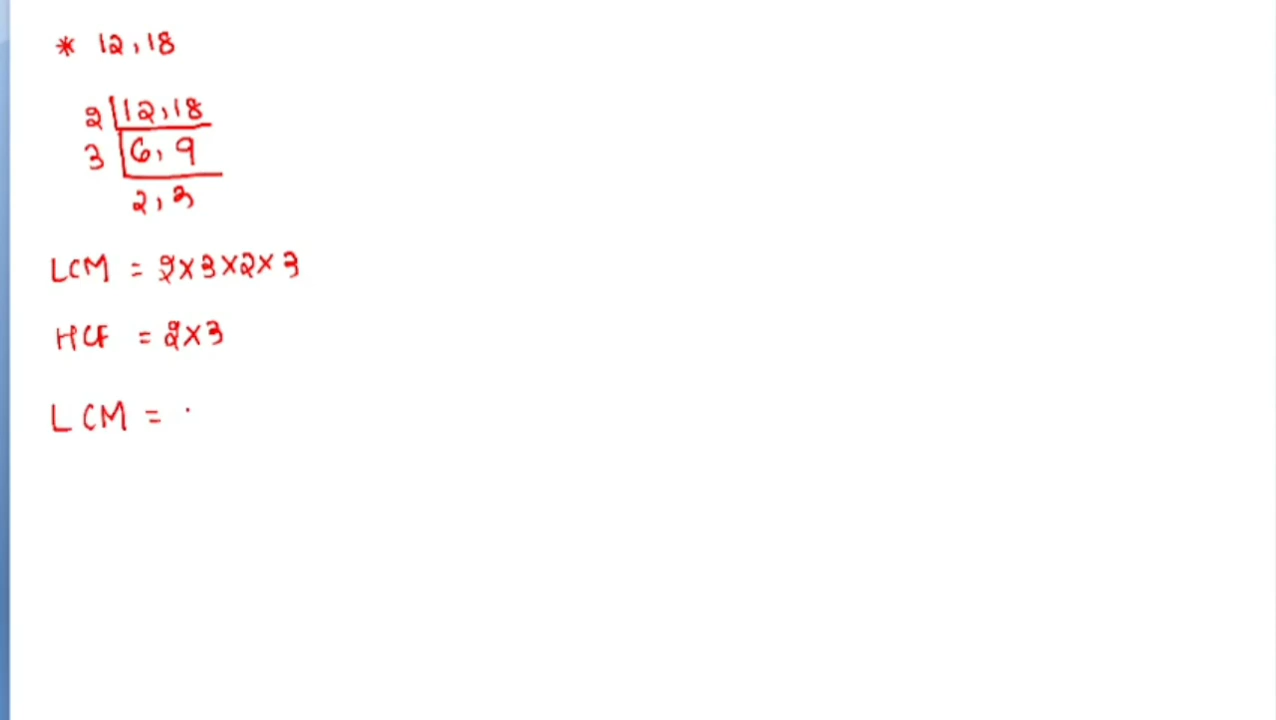 * 12, 18
2 | 12, 18
3 | 6, 9
2, 3
LCM = 2 × 3 × 2 × 3
HCF = 2 × 3
LCM =